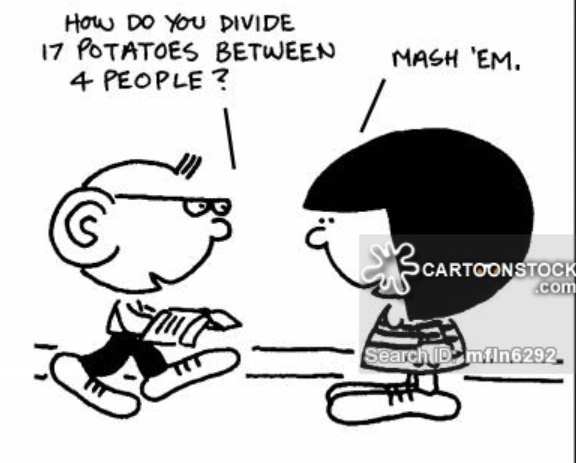 HOW DO YOU DIVIDE
17 POTATOES BETWEEN
4 PEOPLE?
MASH 'EM.
CARTOONSTOCK
.com
Search ID: mfln6292